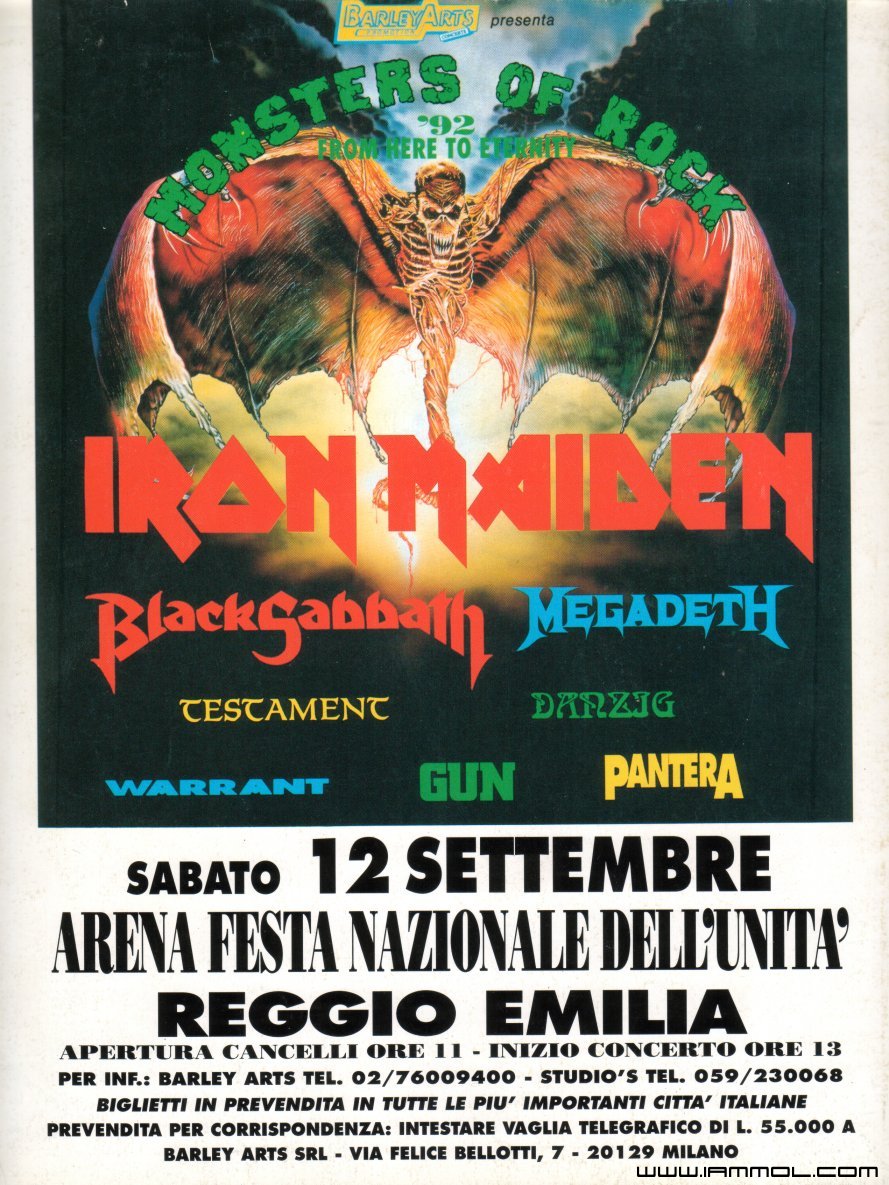 BARLEY ARTS presenta
PROMOTION CONCERTI
MONSTERS OF ROCK
'92
FROM HERE TO ETERNITY
IRON MAIDEN
BLACK SABBATH MEGADETH
TESTAMENT DANZIG
WARRANT GUN PANTERA
SABATO 12 SETTEMBRE
ARENA FESTA NAZIONALE DELL'UNITA'
REGGIO EMILIA
APERTURA CANCELLI ORE 11 - INIZIO CONCERTO ORE 13
PER INF.: BARLEY ARTS TEL. 02/76009400 - STUDIO'S TEL. 059/230068
BIGLIETTI IN PREVENDITA IN TUTTE LE PIU' IMPORTANTI CITTA' ITALIANE
PREVENDITA PER CORRISPONDENZA: INTESTARE VAGLIA TELEGRAFICO DI L. 55.000 A
BARLEY ARTS SRL - VIA FELICE BELLOTTI, 7 - 20129 MILANO
www.iammol.com